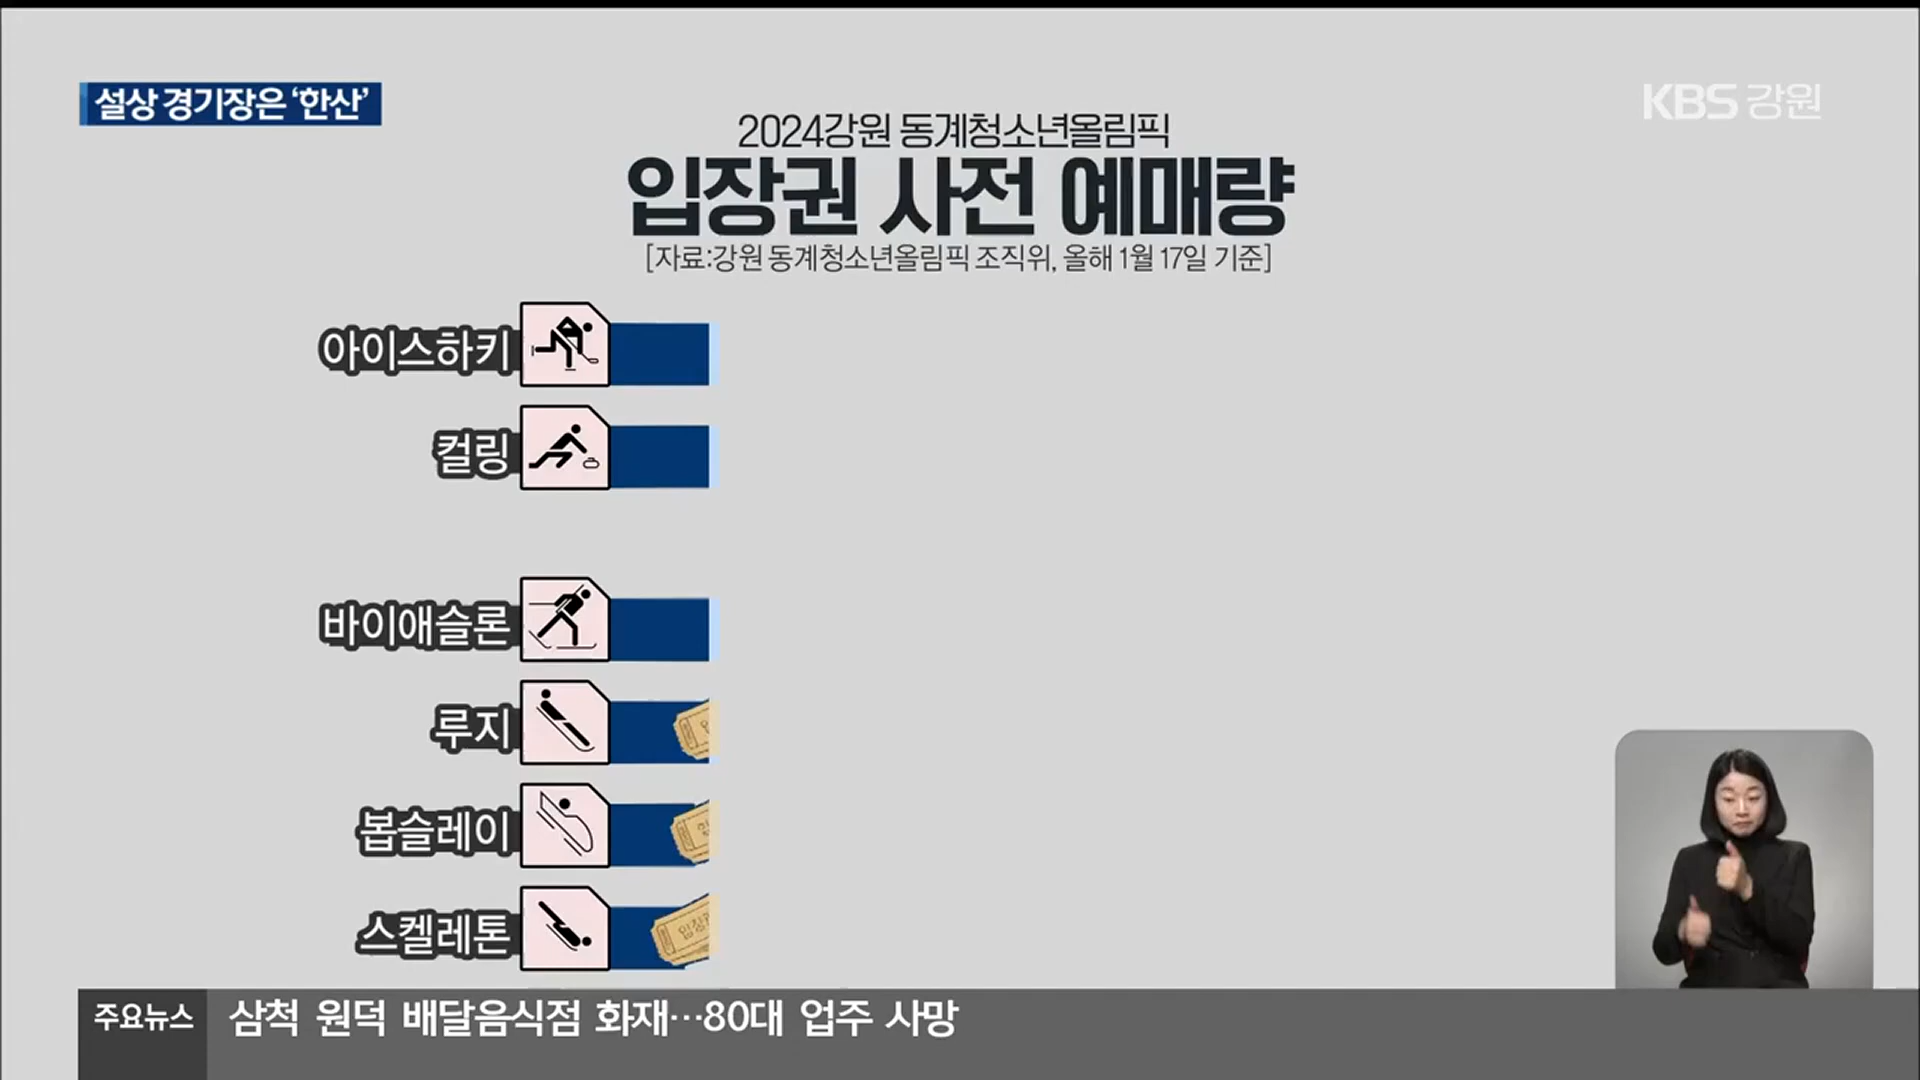 설상 경기장은 ‘한산’
KBS 강원
2024강원 동계청소년올림픽
입장권 사전 예매량
[자료:강원 동계청소년올림픽 조직위, 올해 1월 17일 기준]
아이스하키
컬링
바이애슬론
루지
봅슬레이
스켈레톤
주요뉴스
삼척 원덕 배달음식점 화재…80대 업주 사망